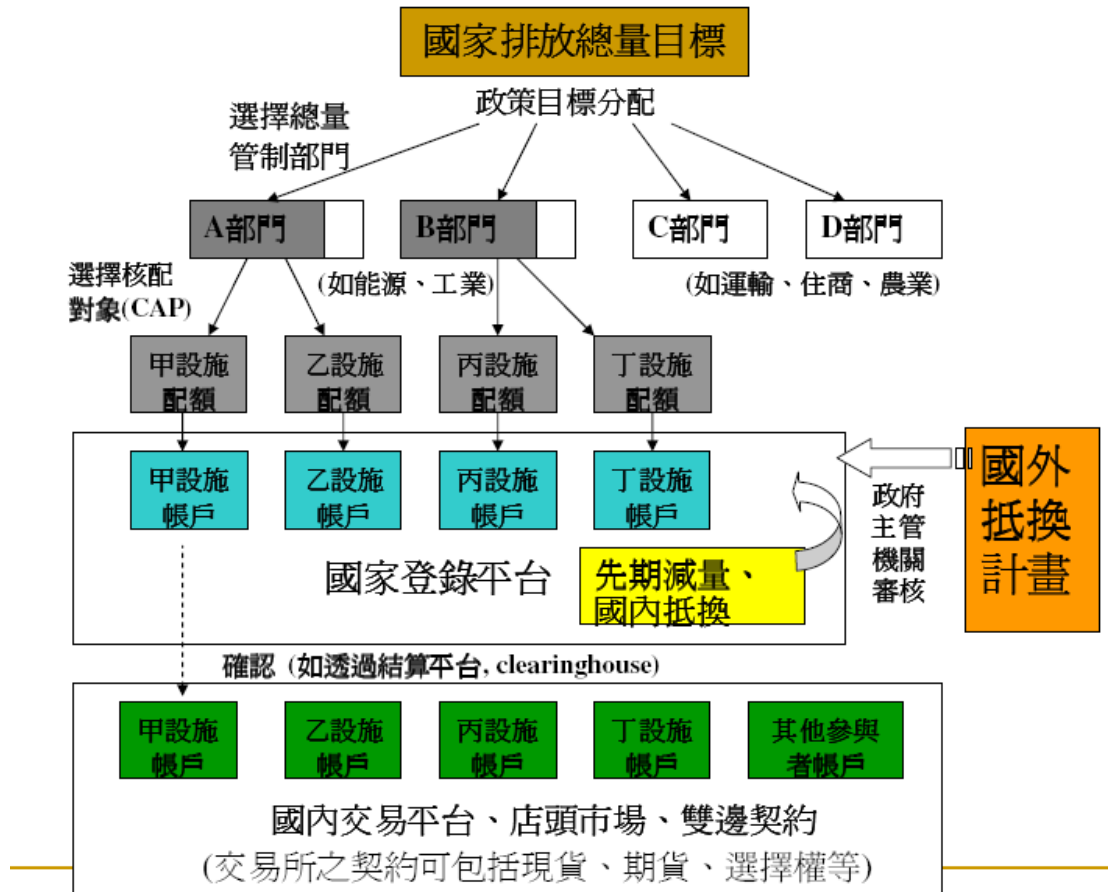 國家排放總量目標
政策目標分配
選擇總量
管制部門
A部門
B部門
C部門
D部門
選擇核配
對象(CAP)
(如能源、工業)
(如運輸、住商、農業)
甲設施
配額
乙設施
配額
丙設施
配額
丁設施
配額
甲設施
帳戶
乙設施
帳戶
丙設施
帳戶
丁設施
帳戶
國外
抵換
計畫
政府
主管
機關
審核
國家登錄平台
先期減量、
國內抵換
確認 (如透過結算平台, clearinghouse)
甲設施
帳戶
乙設施
帳戶
丙設施
帳戶
丁設施
帳戶
其他參與
者帳戶
國內交易平台、店頭市場、雙邊契約
(交易所之契約可包括現貨、期貨、選擇權等)